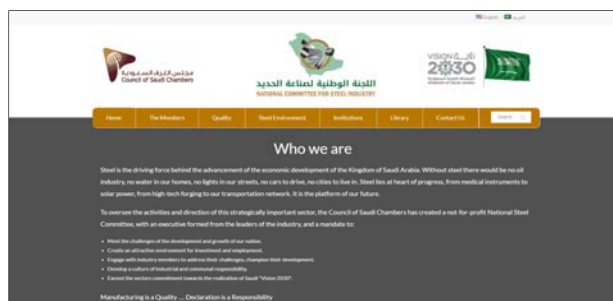 English العربية
مجلس الغرف السعودية
Council of Saudi Chambers
اللجنة الوطنية لصناعة الحديد
NATIONAL COMMITTEE FOR STEEL INDUSTRY
VISION رؤية
2030
المملكة العربية السعودية
KINGDOM OF SAUDI ARABIA
Home The Members Quality Steel Environment Institutions Library Contact Us Search
Who we are
Steel is the driving force behind the advancement of the economic development of the Kingdom of Saudi Arabia. Without steel there would be no oil
industry, no water in our homes, no lights in our streets, no cars to drive, no cities to live in. Steel lies at heart of progress, from medical instruments to
solar power, from high-tech forging to our transportation network. It is the platform of our future.
To oversee the activities and direction of this strategically important sector, the Council of Saudi Chambers has created a not-for-profit National Steel
Committee, with an executive formed from the leaders of the industry, and a mandate to:
• Meet the challenges of the development and growth of our nation.
• Create an attractive environment for investment and employment.
• Engage with industry members to address their challenges, champion their development.
• Develop a culture of industrial and communal responsibility.
• Exceed the sectors commitment towards the realization of Saudi "Vision 2030".
Manufacturing is a Quality ... Declaration is a Responsibility